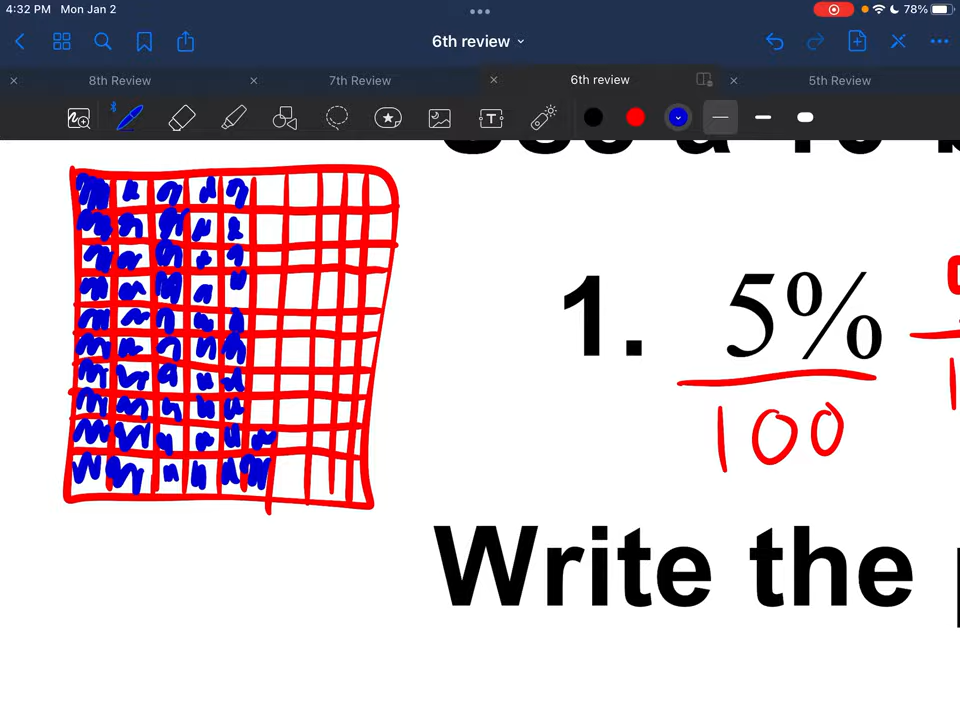 4:32 PM Mon Jan 2
78%
6th review
8th Review
7th Review
6th review
5th Review
T
1. 5%
100
Write the